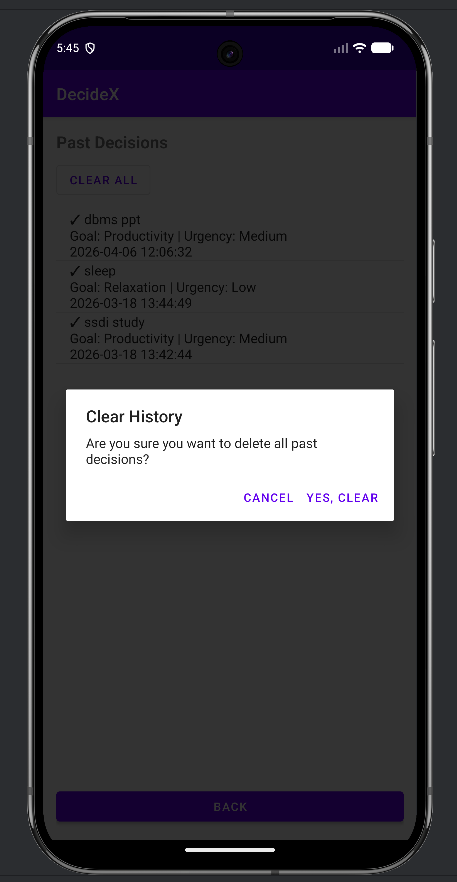 5:45
DecideX
Past Decisions
CLEAR ALL
✓ dbms ppt
Goal: Productivity | Urgency: Medium
2026-04-06 12:06:32
✓ sleep
Goal: Relaxation | Urgency: Low
2026-03-18 13:44:49
✓ ssdi study
Goal: Productivity | Urgency: Medium
2026-03-18 13:42:44
Clear History
Are you sure you want to delete all past
decisions?
CANCEL YES, CLEAR
BACK